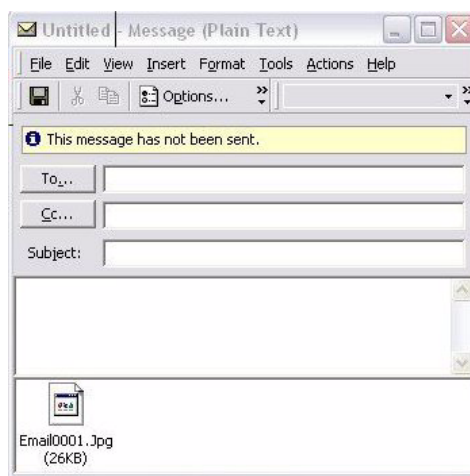 Untitled - Message (Plain Text)
File Edit View Insert Format Tools Actions Help
Options...
This message has not been sent.
To...
Cc...
Subject:
Email0001.Jpg
(26KB)